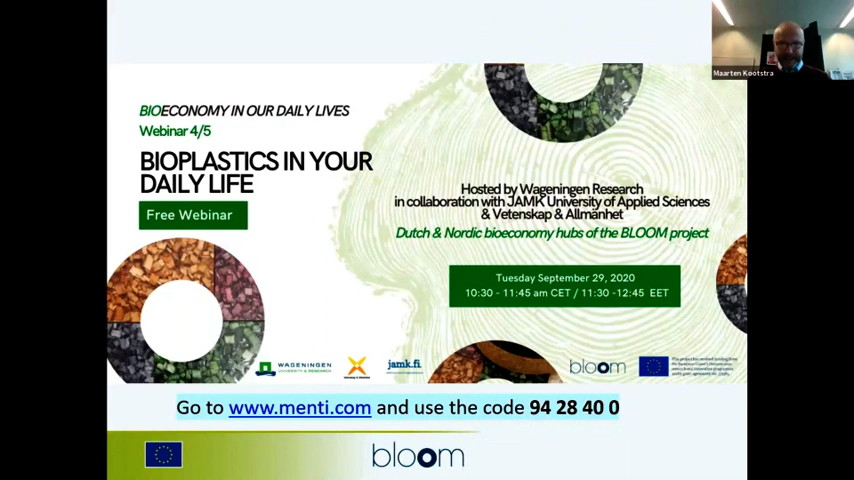 Maarten Kootstra
BIOECONOMY IN OUR DAILY LIVES
Webinar 4/5
BIOPLASTICS IN YOUR
DAILY LIFE
Free Webinar
Hosted by Wageningen Research
in collaboration with JAMK University of Applied Sciences
& Vetenskap & Allmänhet
Dutch & Nordic bioeconomy hubs of the BLOOM project
Tuesday September 29, 2020
10:30 - 11:45 am CET / 11:30 -12:45 EET
WAGENINGEN
UNIVERSITY & RESEARCH
jamk.fi
bloom
Go to www.menti.com and use the code 94 28 40 0
bloom